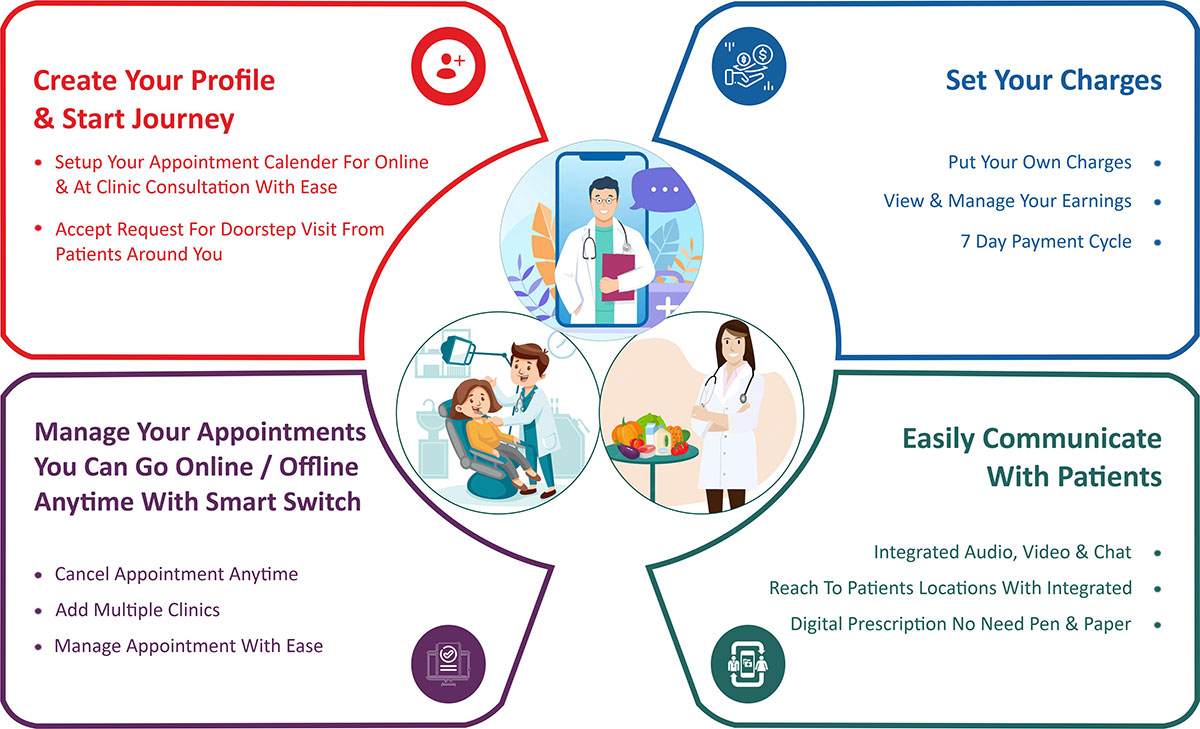 Create Your Profile
& Start Journey
• Setup Your Appointment Calender For Online
& At Clinic Consultation With Ease
• Accept Request For Doorstep Visit From
Patients Around You
Set Your Charges
Put Your Own Charges •
View & Manage Your Earnings •
7 Day Payment Cycle •
Manage Your Appointments
You Can Go Online / Offline
Anytime With Smart Switch
• Cancel Appointment Anytime
• Add Multiple Clinics
• Manage Appointment With Ease
Easily Communicate
With Patients
Integrated Audio, Video & Chat •
Reach To Patients Locations With Integrated •
Digital Prescription No Need Pen & Paper •